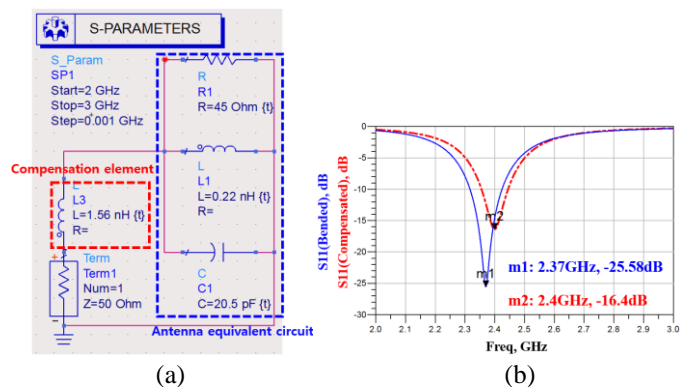 S-PARAMETERS
S_Param
SP1
Start=2 GHz
Stop=3 GHz
Step=0.001 GHz
R
R1
R=45 Ohm {t}
L
L1
L=0.22 nH {t}
R=
C
C1
C=20.5 pF {t}
Antenna equivalent circuit
Compensation element
L
L3
L=1.56 nH {t}
R=
Term
Term1
Num=1
Z=50 Ohm
(a)
S11(Bended), dB
S11(Compensated), dB
0
-5
-10
-15
-20
-25
-30
m2
m1
m1: 2.37GHz, -25.58dB
m2: 2.4GHz, -16.4dB
2.0 2.1 2.2 2.3 2.4 2.5 2.6 2.7 2.8 2.9 3.0
Freq, GHz
(b)